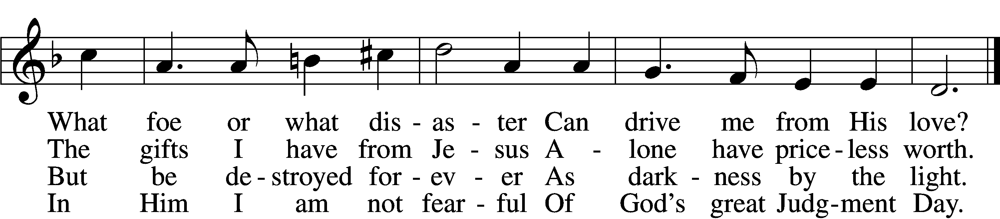 What foe or what dis - as - ter Can drive me from His love?
The gifts I have from Je - sus A - lone have price - less worth.
But be de - stroyed for - ev - er As dark - ness by the light.
In Him I am not fear - ful Of God’s great Judg - ment Day.